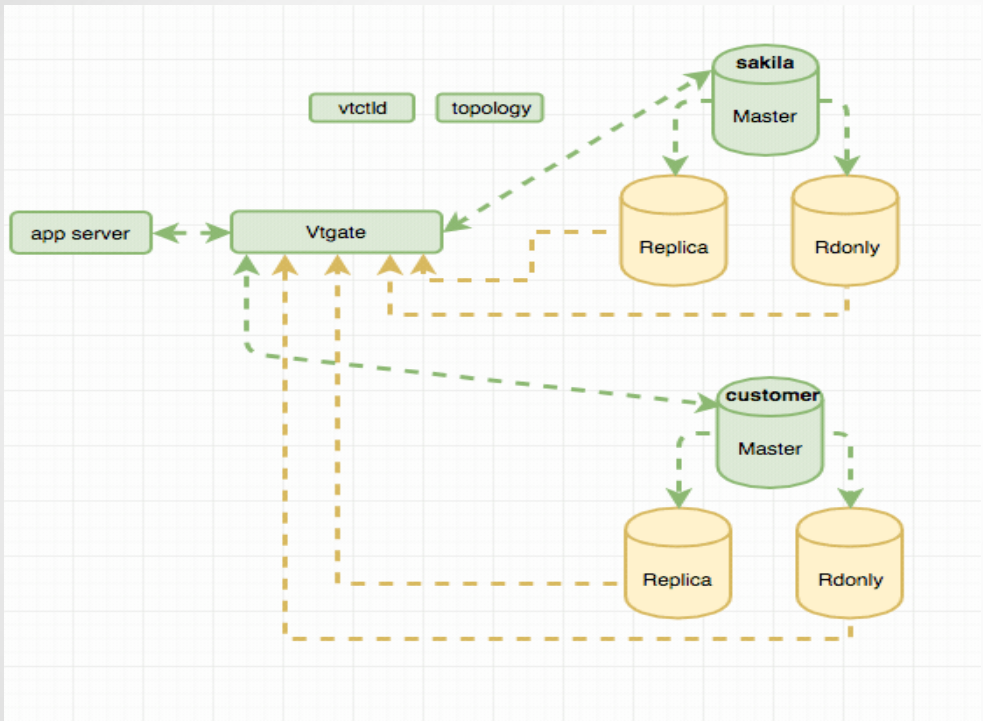 sakila
vtctld
topology
Master
app server
Vtgate
Replica
Rdonly
customer
Master
Replica
Rdonly